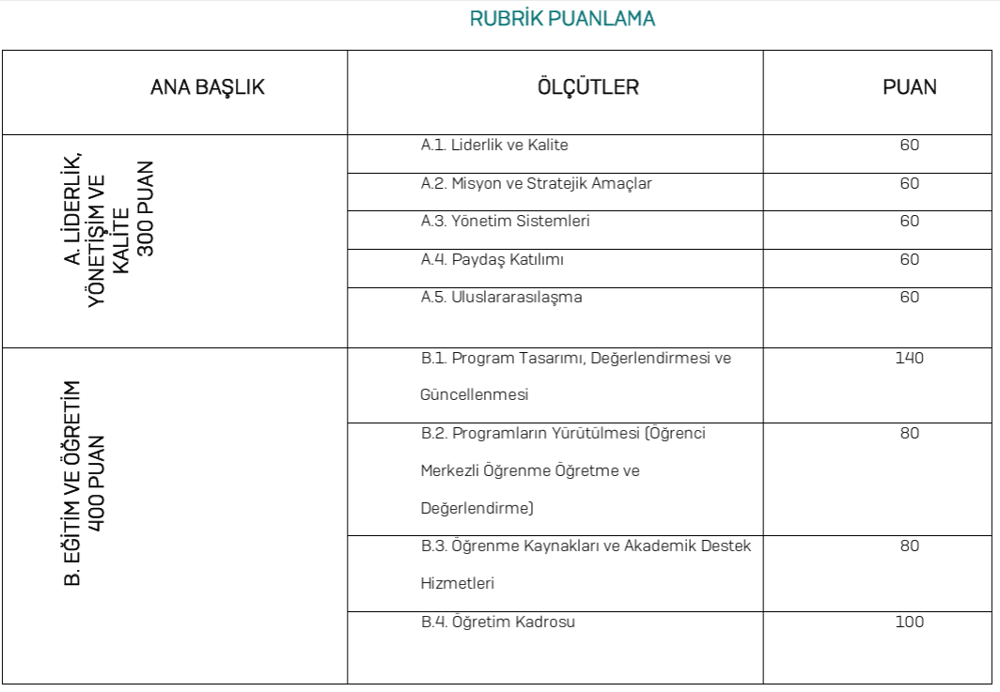 RUBRİK PUANLAMA
ANA BAŞLIK
ÖLÇÜTLER
PUAN
A. LİDERLİK,
YÖNETİŞİM VE
KALİTE
300 PUAN
A.1. Liderlik ve Kalite
60
A.2. Misyon ve Stratejik Amaçlar
60
A.3. Yönetim Sistemleri
60
A.4. Paydaş Katılımı
60
A.5. Uluslararasılaşma
60
B. EĞİTİM VE ÖĞRETİM
400 PUAN
B.1. Program Tasarımı, Değerlendirmesi ve
Güncellenmesi
140
B.2. Programların Yürütülmesi (Öğrenci
Merkezli Öğrenme Öğretme ve
Değerlendirme)
80
B.3. Öğrenme Kaynakları ve Akademik Destek
Hizmetleri
80
B.4. Öğretim Kadrosu
100